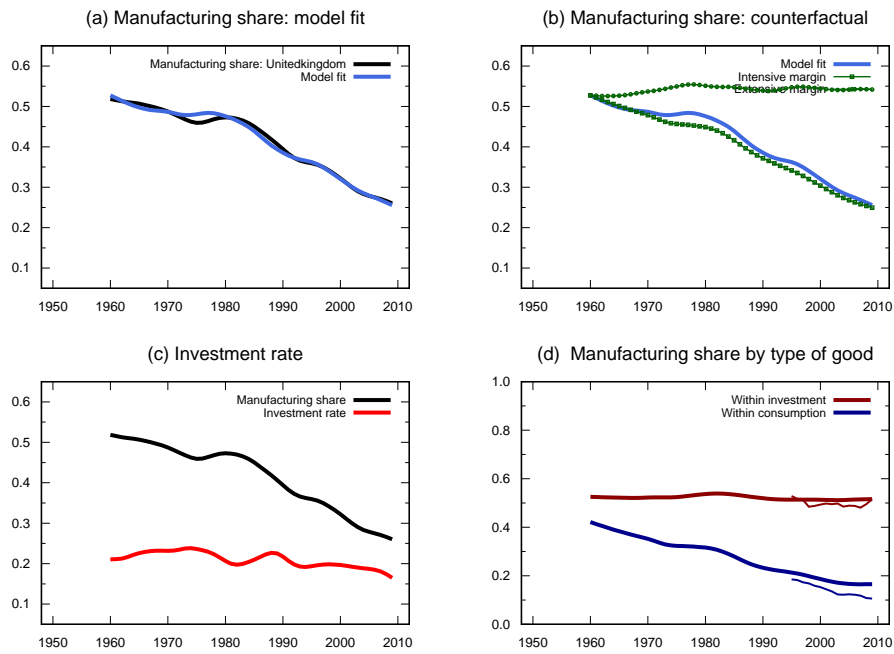 (a) Manufacturing share: model fit
0.6
0.5
0.4
0.3
0.2
0.1
1950 1960 1970 1980 1990 2000 2010
Manufacturing share: Unitedkingdom
Model fit
(b) Manufacturing share: counterfactual
0.6
0.5
0.4
0.3
0.2
0.1
1950 1960 1970 1980 1990 2000 2010
Model fit
Intensive margin
Extensive margin
(c) Investment rate
0.6
0.5
0.4
0.3
0.2
0.1
1950 1960 1970 1980 1990 2000 2010
Manufacturing share
Investment rate
(d) Manufacturing share by type of good
1.0
0.8
0.6
0.4
0.2
0.0
1950 1960 1970 1980 1990 2000 2010
Within investment
Within consumption